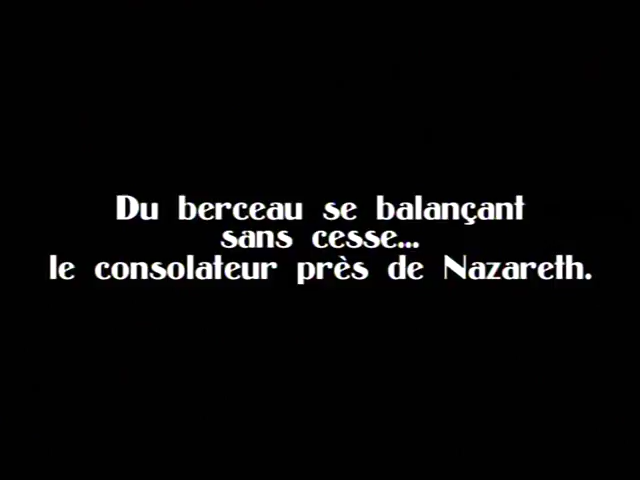 Du berceau se balançant
sans cesse...
le consolateur près de Nazareth.